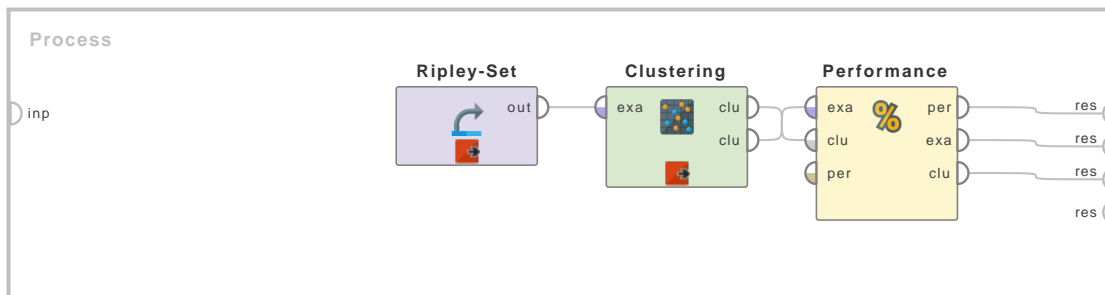 Process
inp
Ripley-Set
out
Clustering
exa
clu
clu
Performance
exa
per
clu
exa
per
clu
res
res
res
res